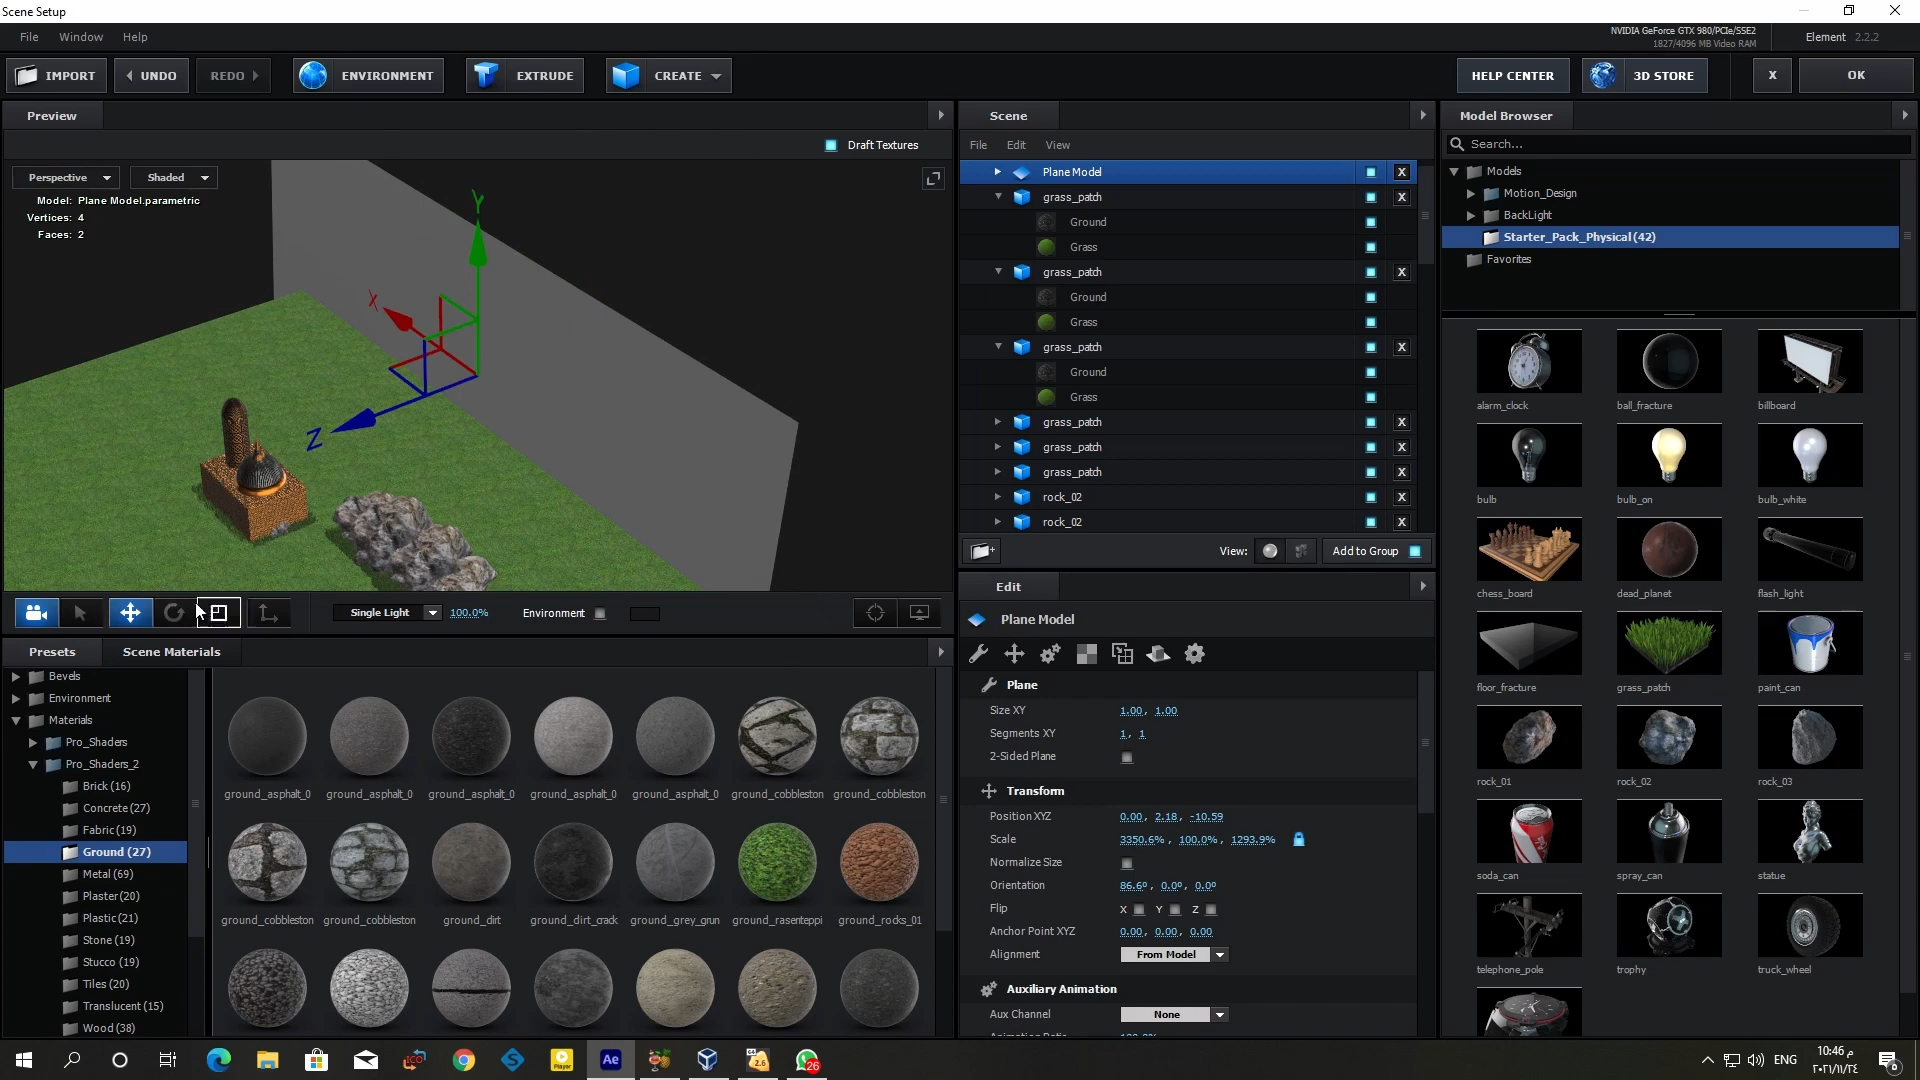 Scene Setup
File Window Help
NVIDIA GeForce GTX 980/PCIe/SSE2
1827/4096 MB Video RAM
Element 2.2.2
IMPORT UNDO REDO ENVIRONMENT EXTRUDE CREATE HELP CENTER 3D STORE X OK
Preview
Draft Textures
Perspective Shaded
Model: Plane Model.parametric
Vertices: 4
Faces: 2
Y
X
Z
Single Light 100.0% Environment
Scene
File Edit View
Plane Model X
grass_patch X
Ground
Grass
grass_patch X
Ground
Grass
grass_patch X
Ground
Grass
grass_patch X
grass_patch X
grass_patch X
rock_02 X
rock_02 X
View: Add to Group
Edit
Plane Model
Plane
Size XY 1.00, 1.00
Segments XY 1, 1
2-Sided Plane
Transform
Position XYZ 0.00, 2.18, -10.59
Scale 3350.6%, 100.0%, 1293.9%
Normalize Size
Orientation 86.6º, 0.0º, 0.0º
Flip X Y Z
Anchor Point XYZ 0.00, 0.00, 0.00
Alignment From Model
Auxiliary Animation
Aux Channel None
Model Browser
Search...
Models
Motion_Design
BackLight
Starter_Pack_Physical (42)
Favorites
alarm_clock ball_fracture billboard
bulb bulb_on bulb_white
chess_board dead_planet flash_light
floor_fracture grass_patch paint_can
rock_01 rock_02 rock_03
soda_can spray_can statue
telephone_pole trophy truck_wheel
Presets Scene Materials
Bevels
Environment
Materials
Pro_Shaders
Pro_Shaders_2
Brick (16)
Concrete (27)
Fabric (19)
Ground (27)
Metal (69)
Plaster (20)
Plastic (21)
Stone (19)
Stucco (19)
Tiles (20)
Translucent (15)
Wood (38)
ground_asphalt_0 ground_asphalt_0 ground_asphalt_0 ground_asphalt_0 ground_asphalt_0 ground_cobbleston ground_cobbleston
ground_cobbleston ground_cobbleston ground_dirt ground_dirt_crack ground_grey_grun ground_rasenteppi ground_rocks_01
ICO S Player Ae 2.6 26
ENG
10:46 م
٢٠٢١/١١/٢٤